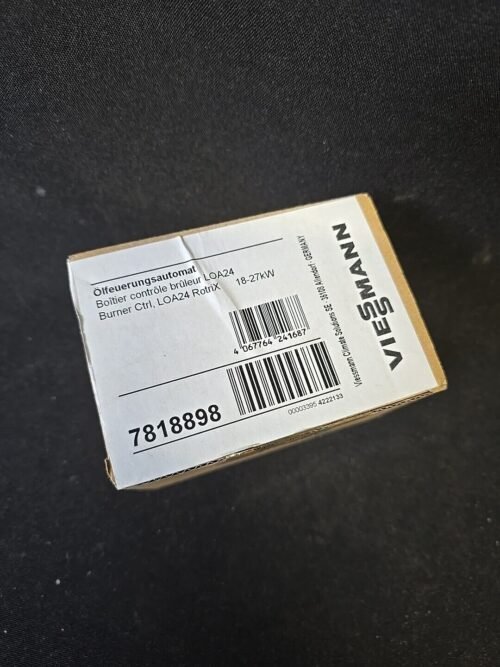 Ölfeuerungsautomat
Boîtier contrôle brûleur LOA24
Burner Ctrl, LOA24 RotriX 18-27kW
4 067764 241687
7818898
00003395 4222133
Viessmann Climate Solutions SE 35108 Allendorf · GERMANY
VIESSMANN